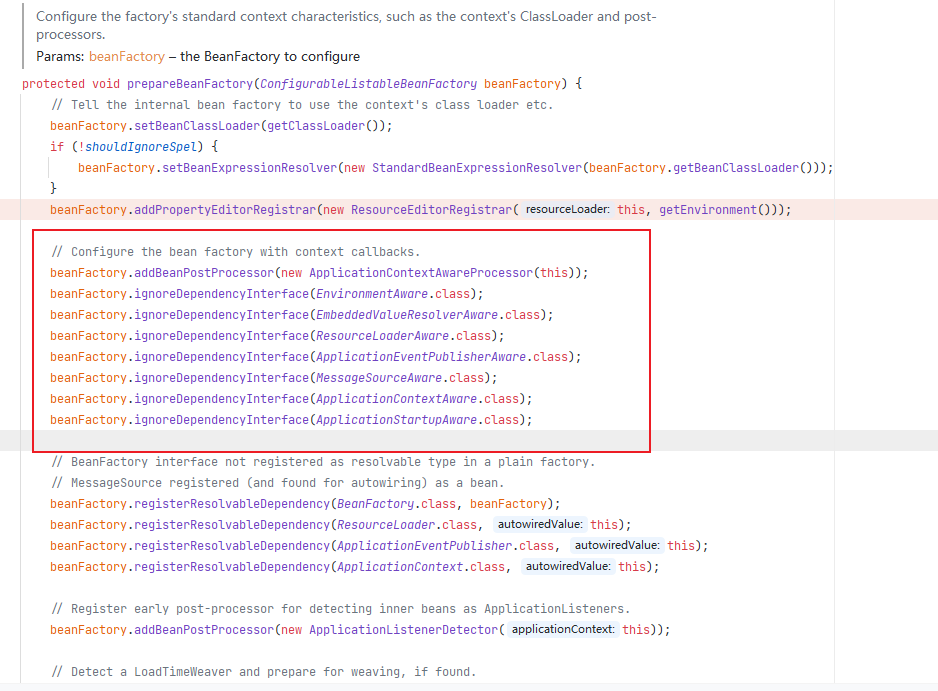 Configure the factory's standard context characteristics, such as the context's ClassLoader and post-
processors.
Params: beanFactory – the BeanFactory to configure
protected void prepareBeanFactory(ConfigurableListableBeanFactory beanFactory) {
// Tell the internal bean factory to use the context's class loader etc.
beanFactory.setBeanClassLoader(getClassLoader());
if (!shouldIgnoreSpel) {
beanFactory.setBeanExpressionResolver(new StandardBeanExpressionResolver(beanFactory.getBeanClassLoader()));
}
beanFactory.addPropertyEditorRegistrar(new ResourceEditorRegistrar( resourceLoader: this, getEnvironment()));
// Configure the bean factory with context callbacks.
beanFactory.addBeanPostProcessor(new ApplicationContextAwareProcessor(this));
beanFactory.ignoreDependencyInterface(EnvironmentAware.class);
beanFactory.ignoreDependencyInterface(EmbeddedValueResolverAware.class);
beanFactory.ignoreDependencyInterface(ResourceLoaderAware.class);
beanFactory.ignoreDependencyInterface(ApplicationEventPublisherAware.class);
beanFactory.ignoreDependencyInterface(MessageSourceAware.class);
beanFactory.ignoreDependencyInterface(ApplicationContextAware.class);
beanFactory.ignoreDependencyInterface(ApplicationStartupAware.class);
// BeanFactory interface not registered as resolvable type in a plain factory.
// MessageSource registered (and found for autowiring) as a bean.
beanFactory.registerResolvableDependency(BeanFactory.class, beanFactory);
beanFactory.registerResolvableDependency(ResourceLoader.class, autowiredValue: this);
beanFactory.registerResolvableDependency(ApplicationEventPublisher.class, autowiredValue: this);
beanFactory.registerResolvableDependency(ApplicationContext.class, autowiredValue: this);
// Register early post-processor for detecting inner beans as ApplicationListeners.
beanFactory.addBeanPostProcessor(new ApplicationListenerDetector( applicationContext: this));
// Detect a LoadTimeWeaver and prepare for weaving, if found.